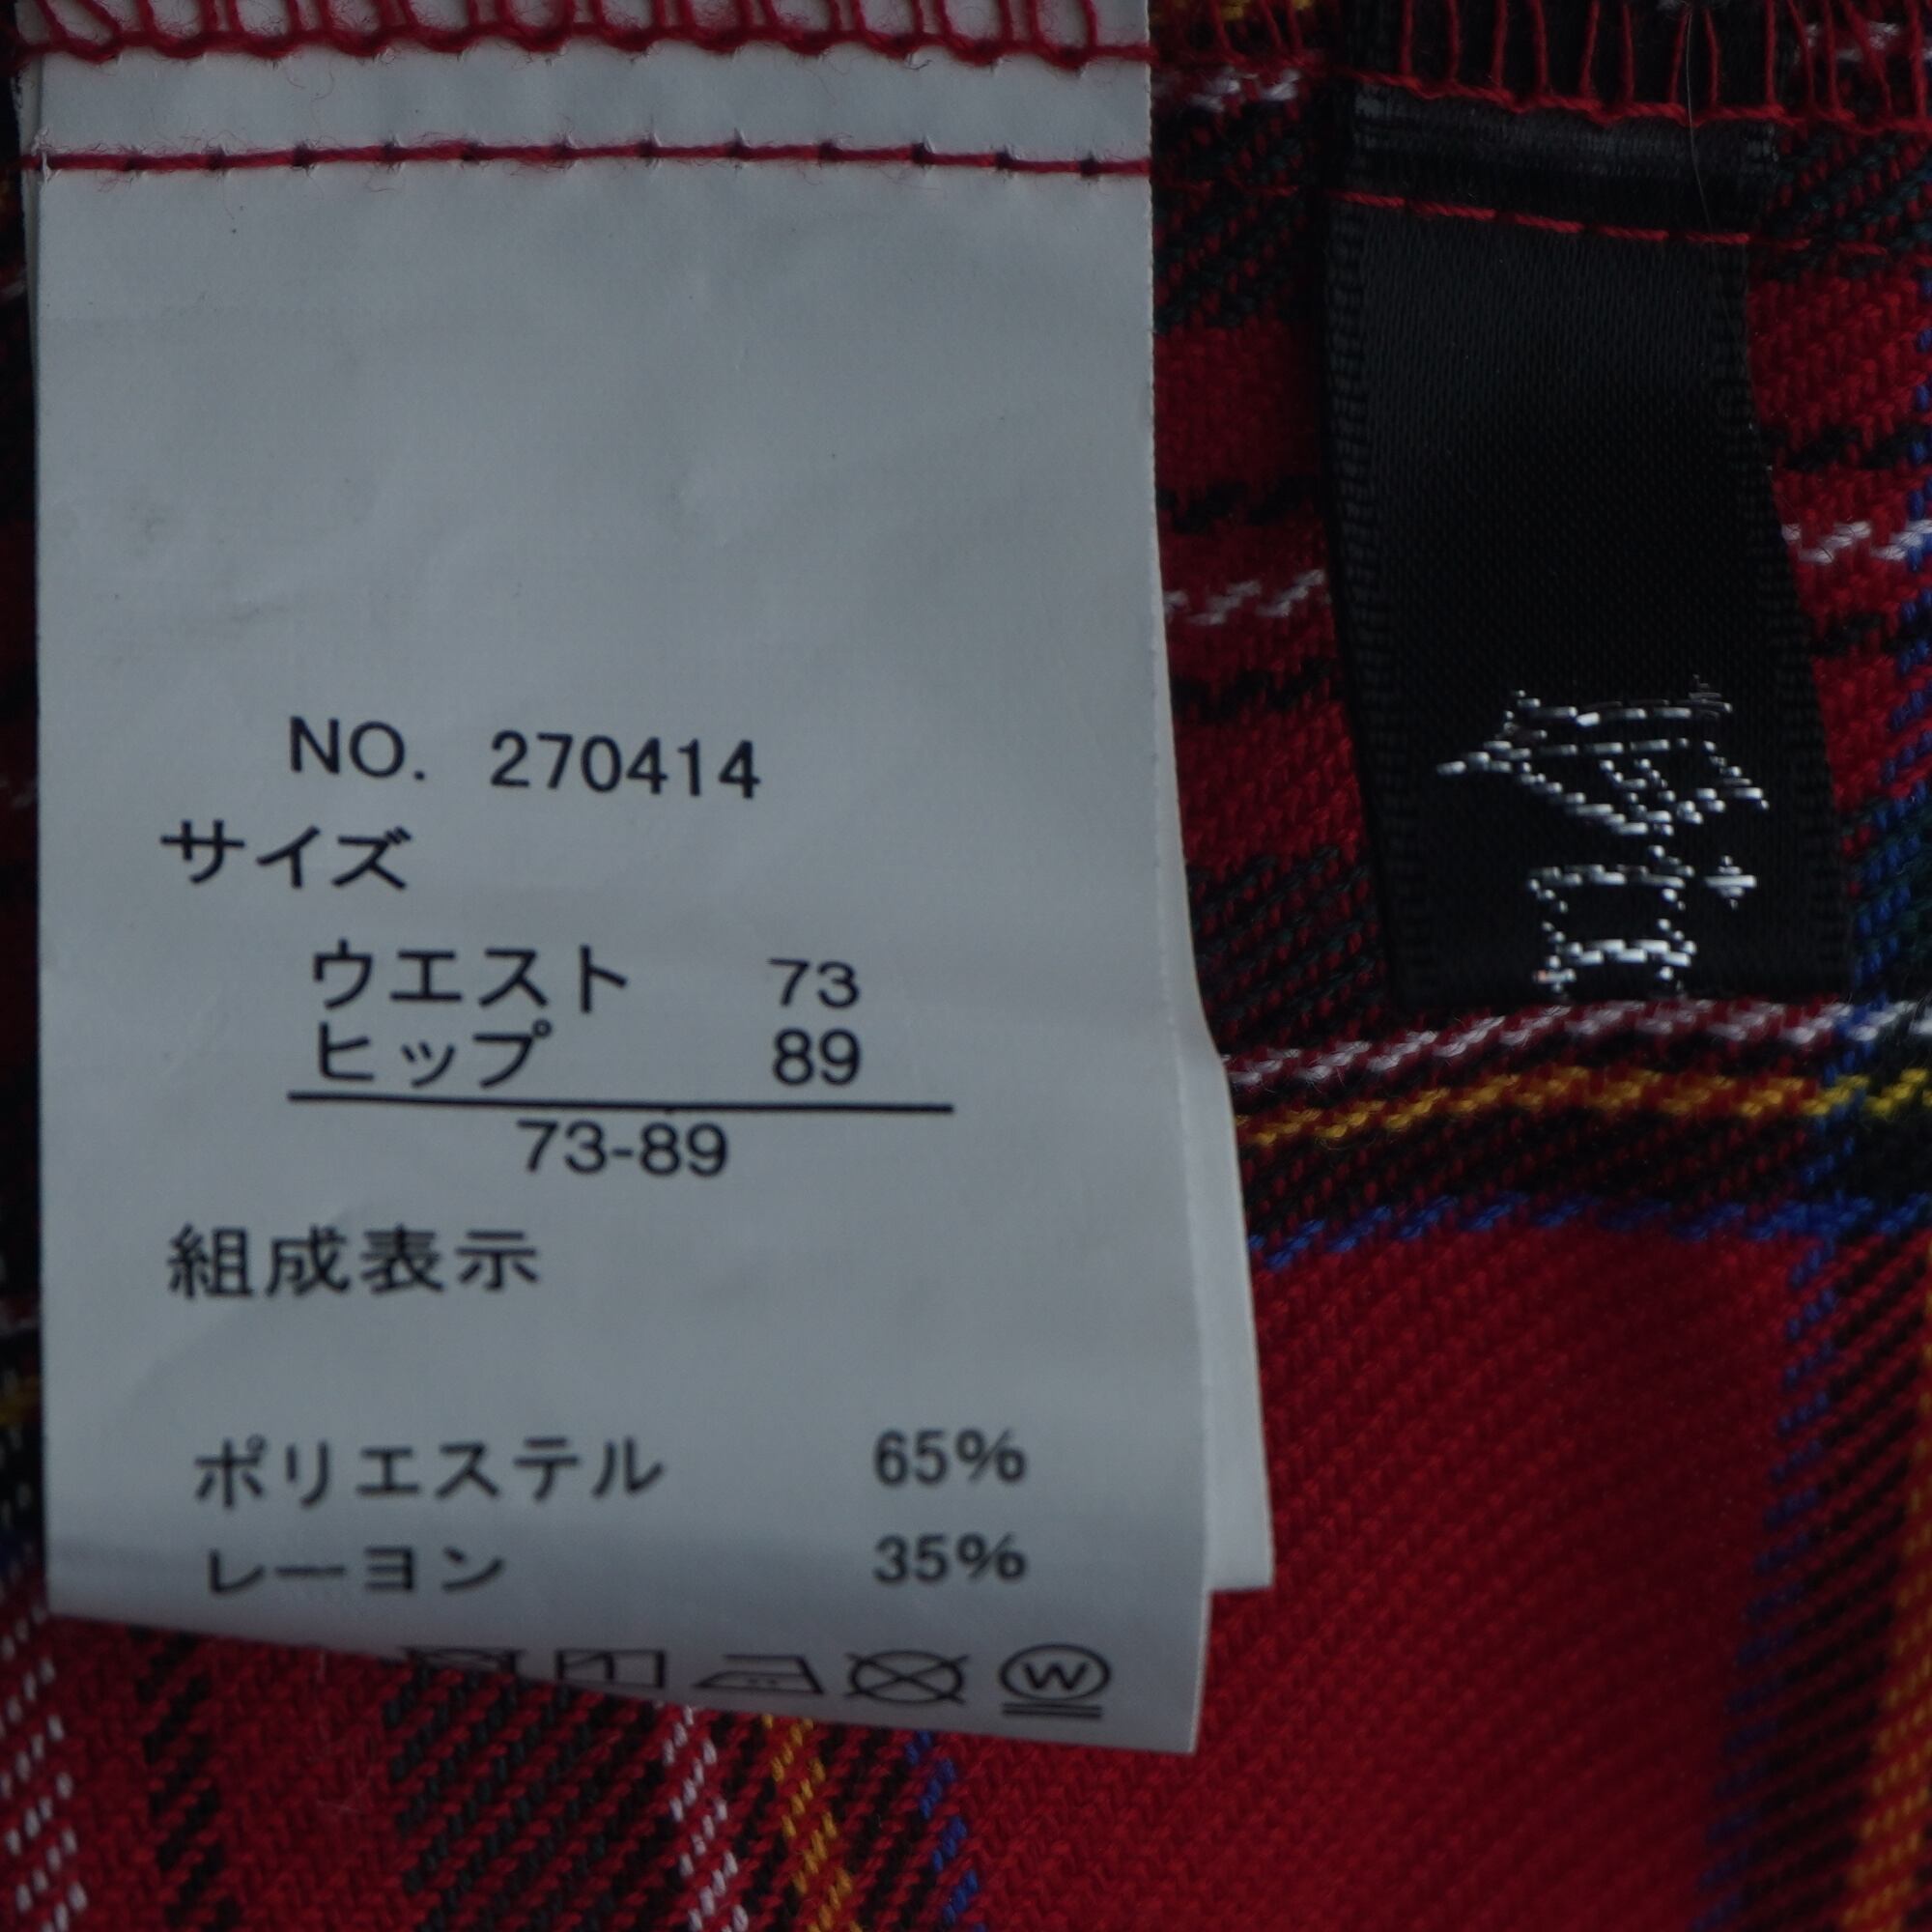 NO. 270414
サイズ
ウエスト 73
ヒップ 89
73-89
組成表示
ポリエステル 65%
レーヨン 35%
W